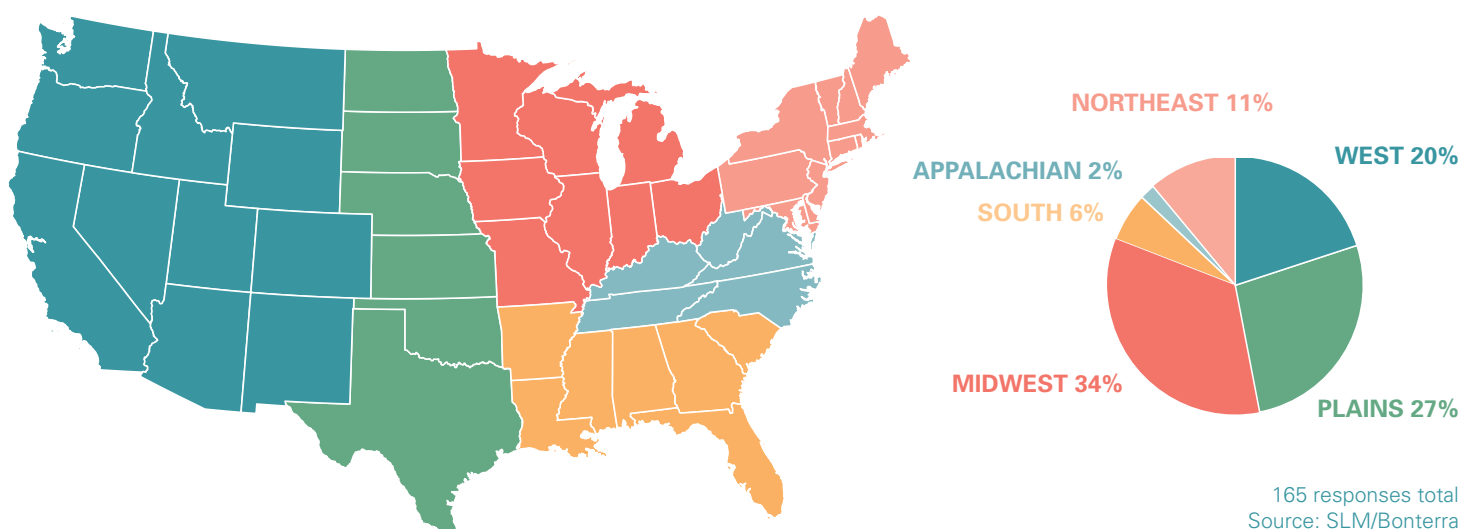 NORTHEAST 11%
WEST 20%
APPALACHIAN 2%
SOUTH 6%
MIDWEST 34%
PLAINS 27%
165 responses total
Source: SLM/Bonterra